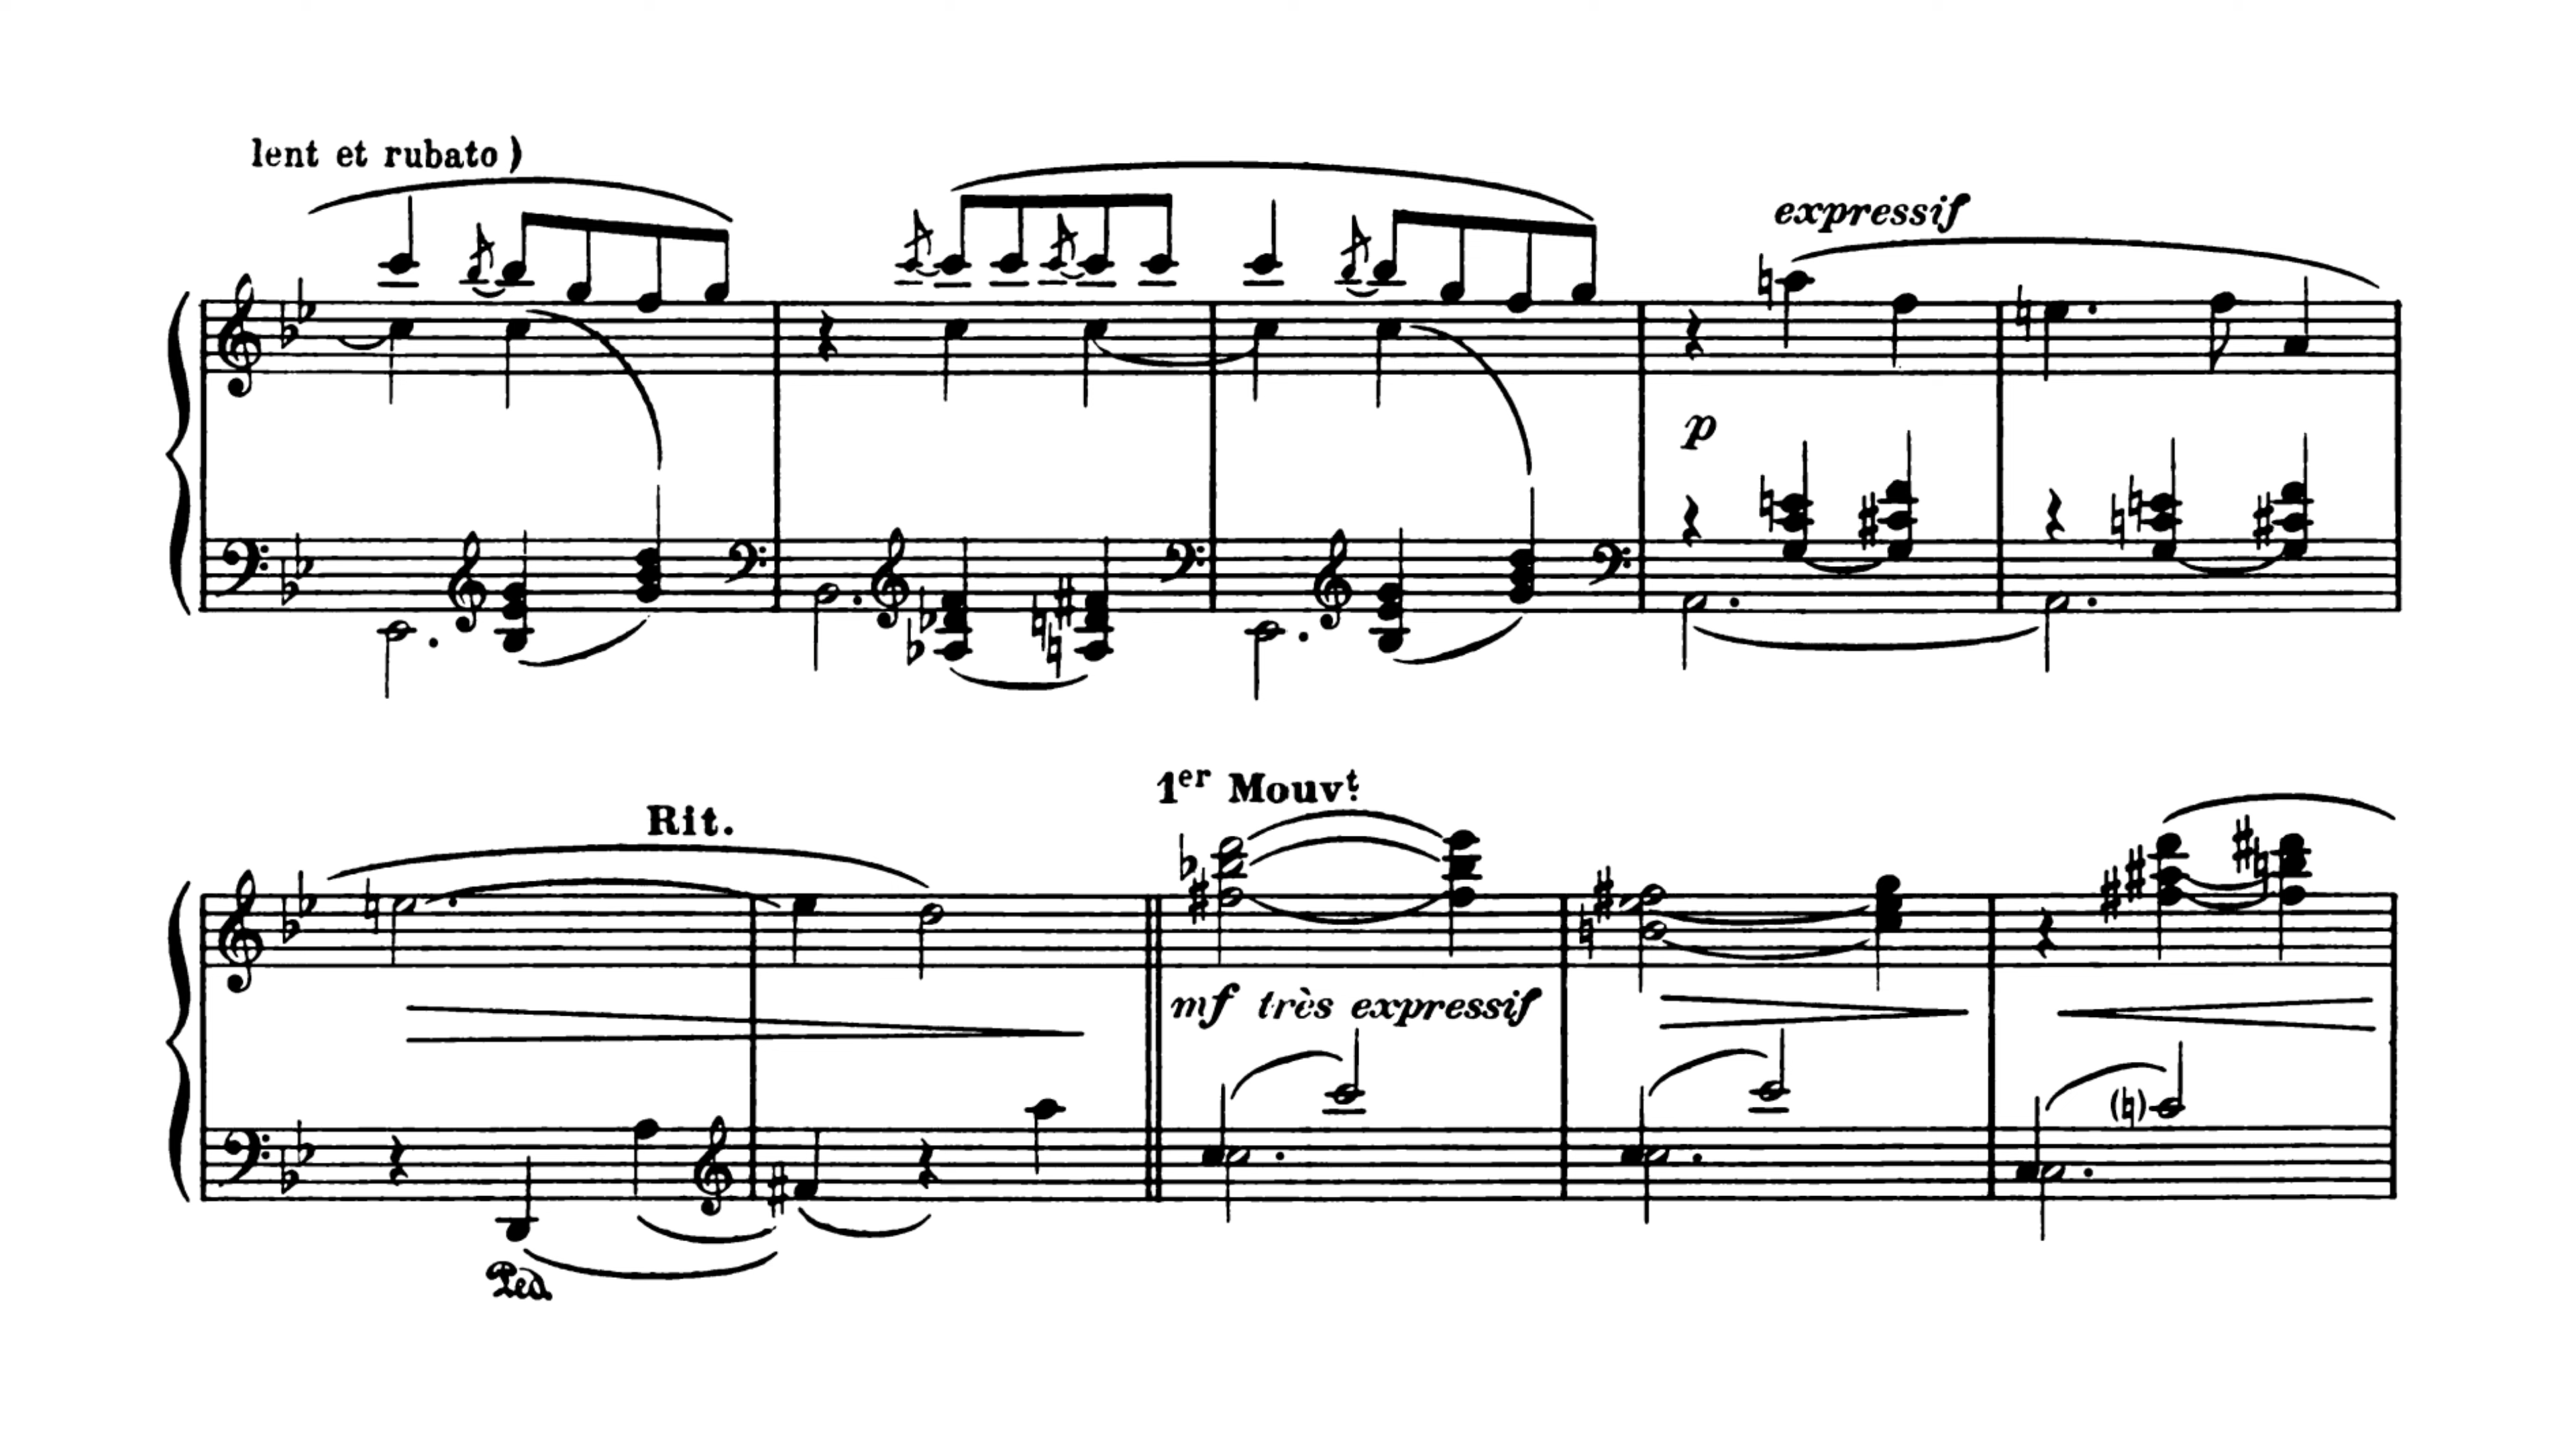 lent et rubato )
expressif
p
Rit.
1er Mouvt.
mf très expressif
Ped